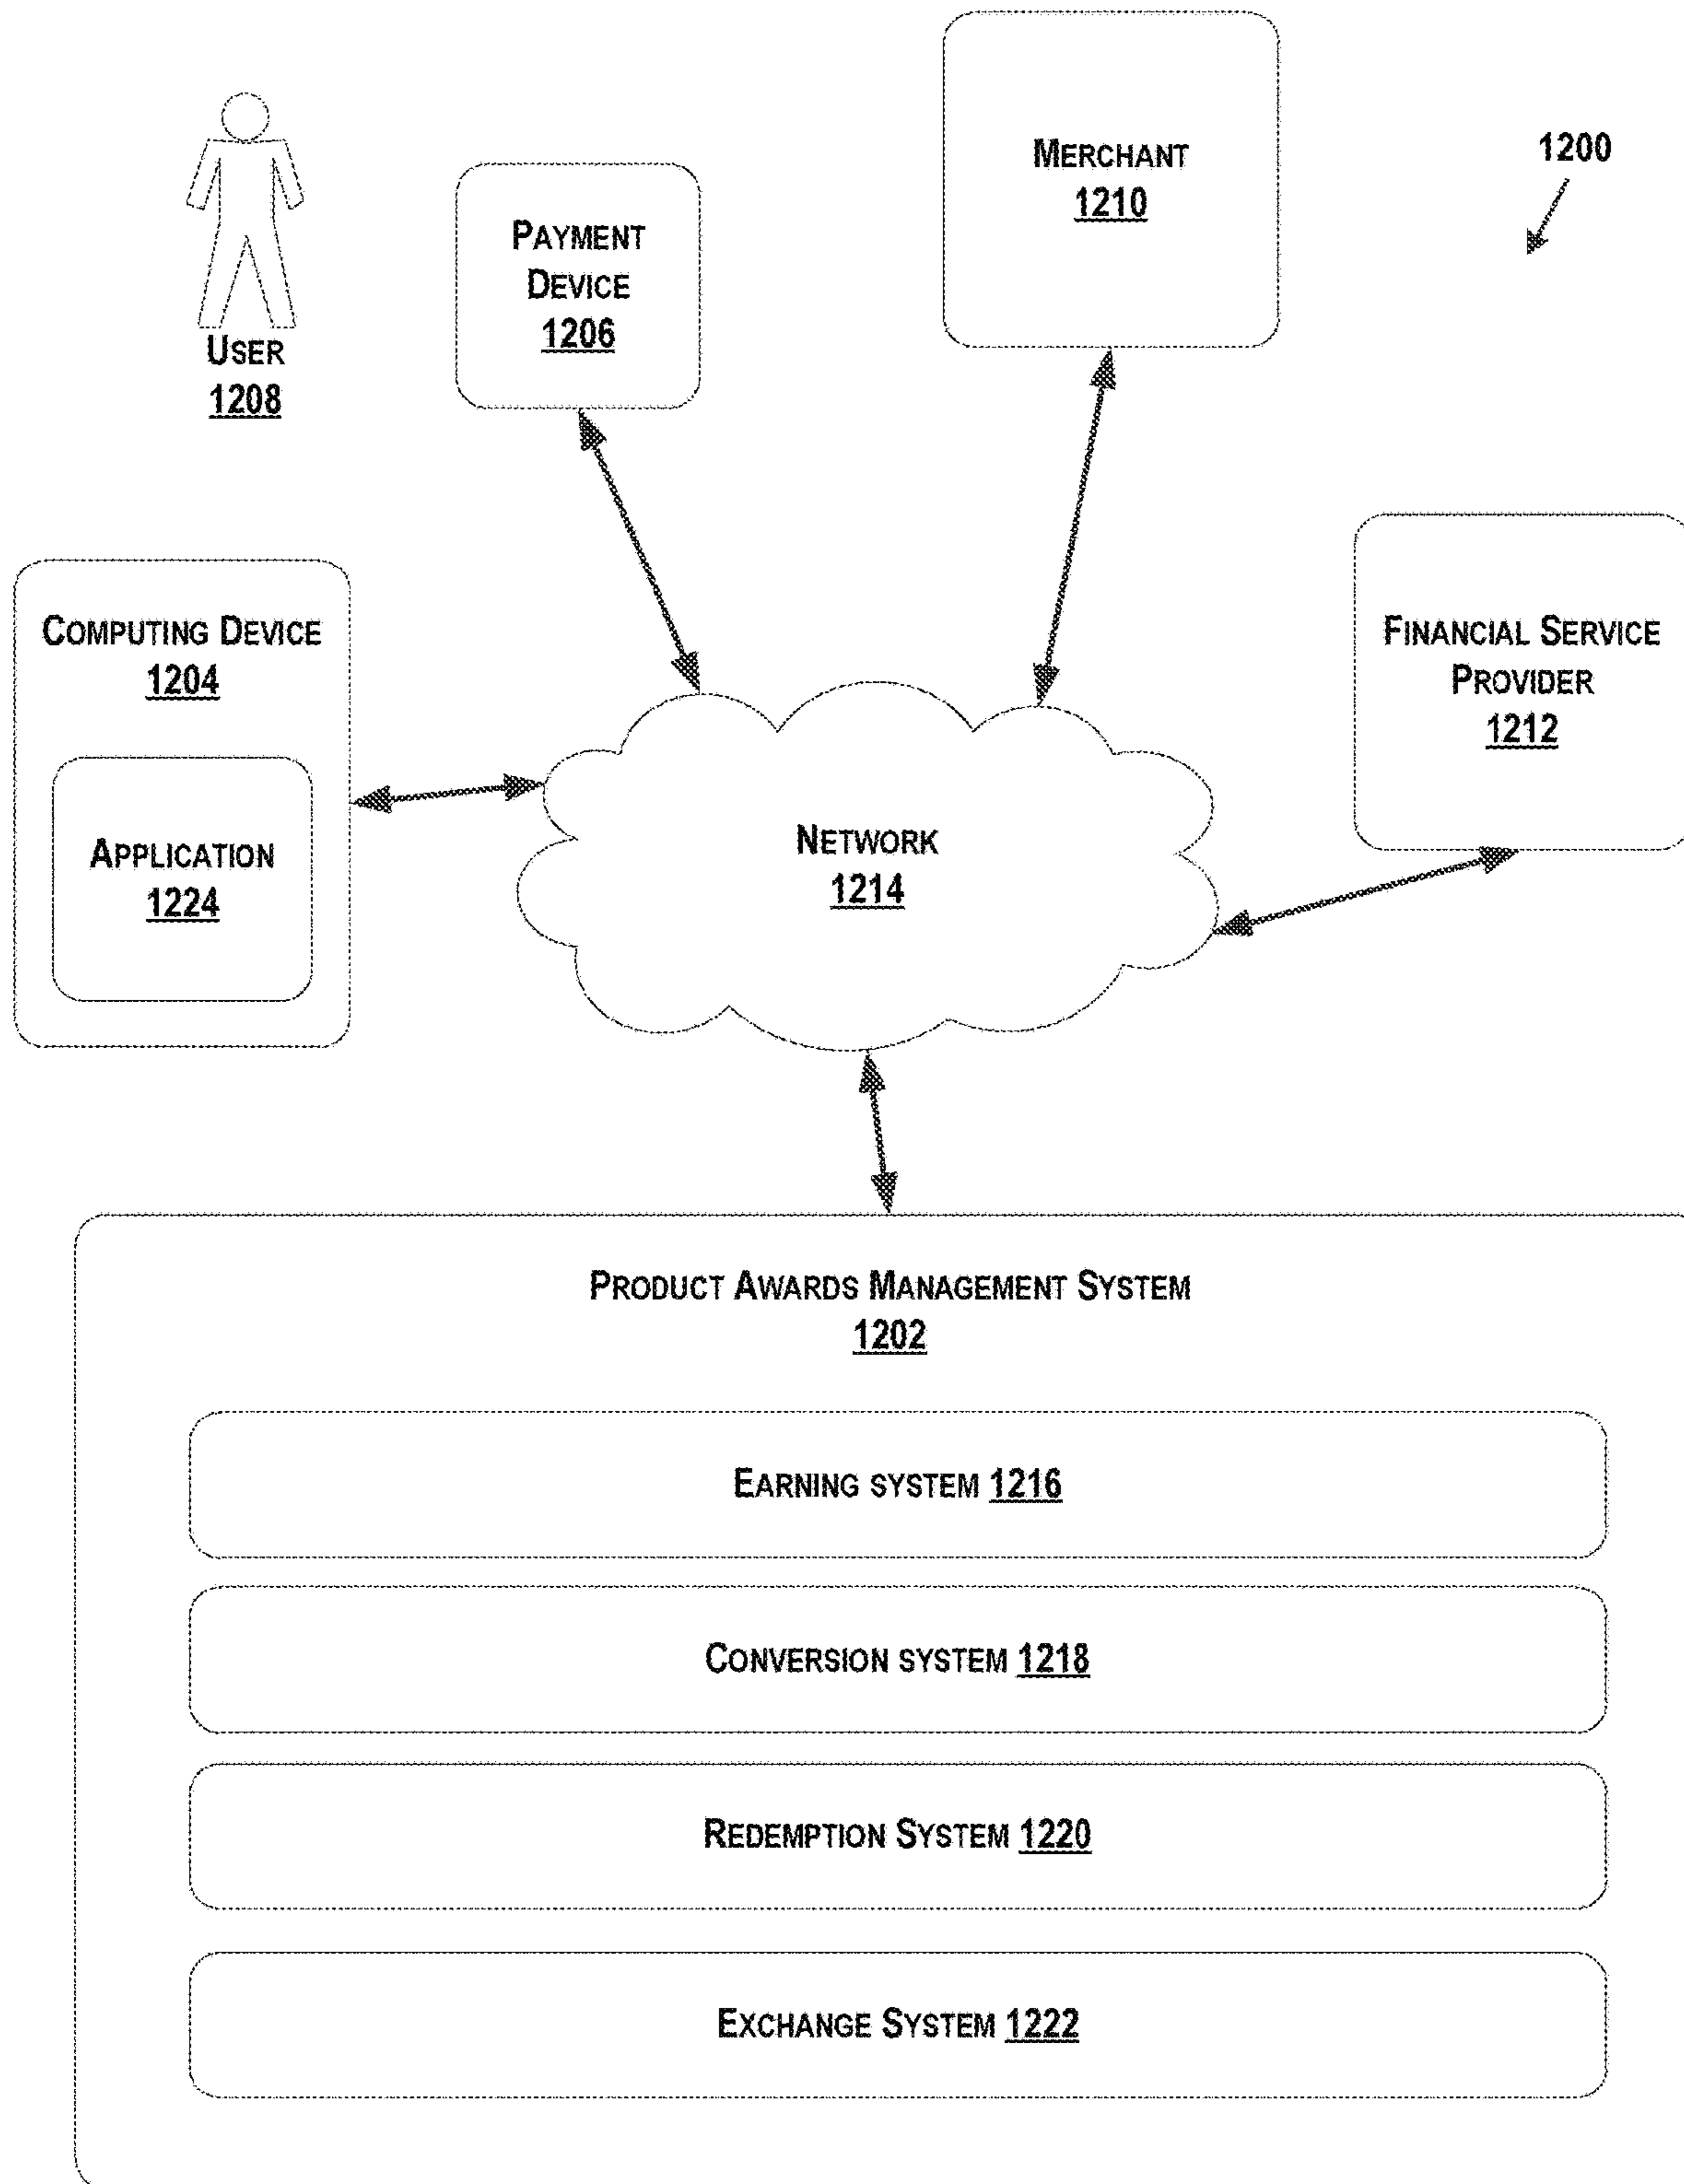 MERCHANT
1210
1200
PAYMENT
DEVICE
1206
USER
1208
COMPUTING DEVICE
1204
FINANCIAL SERVICE
PROVIDER
1212
APPLICATION
1224
NETWORK
1214
PRODUCT AWARDS MANAGEMENT SYSTEM
1202
EARNING SYSTEM 1216
CONVERSION SYSTEM 1218
REDEMPTION SYSTEM 1220
EXCHANGE SYSTEM 1222